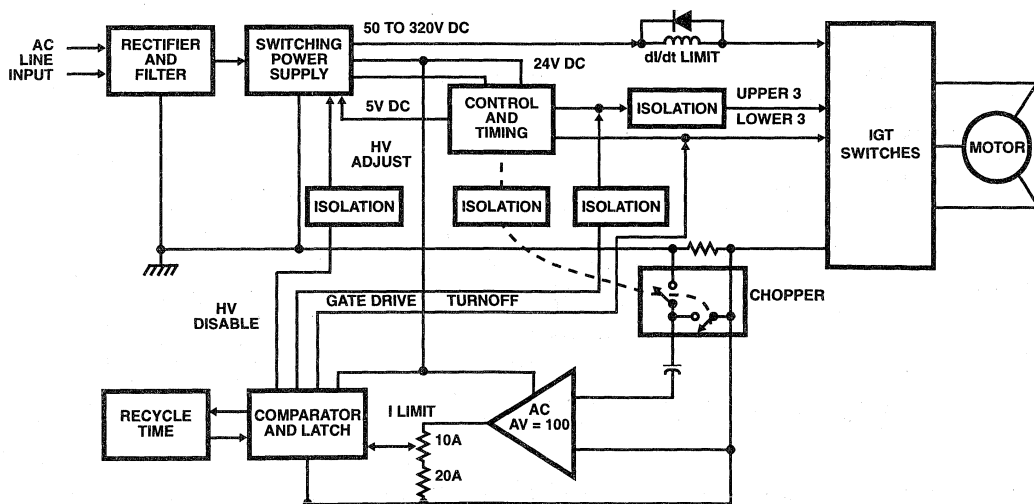 50 TO 320V DC
AC
LINE
INPUT
RECTIFIER
AND
FILTER
SWITCHING
POWER
SUPPLY
dI/dt LIMIT
24V DC
5V DC
HV
ADJUST
CONTROL
AND
TIMING
ISOLATION
UPPER 3
LOWER 3
IGT
SWITCHES
MOTOR
ISOLATION
ISOLATION
ISOLATION
HV
DISABLE
GATE DRIVE TURNOFF
CHOPPER
RECYCLE
TIME
COMPARATOR
AND LATCH
I LIMIT
10A
20A
AC
AV = 100